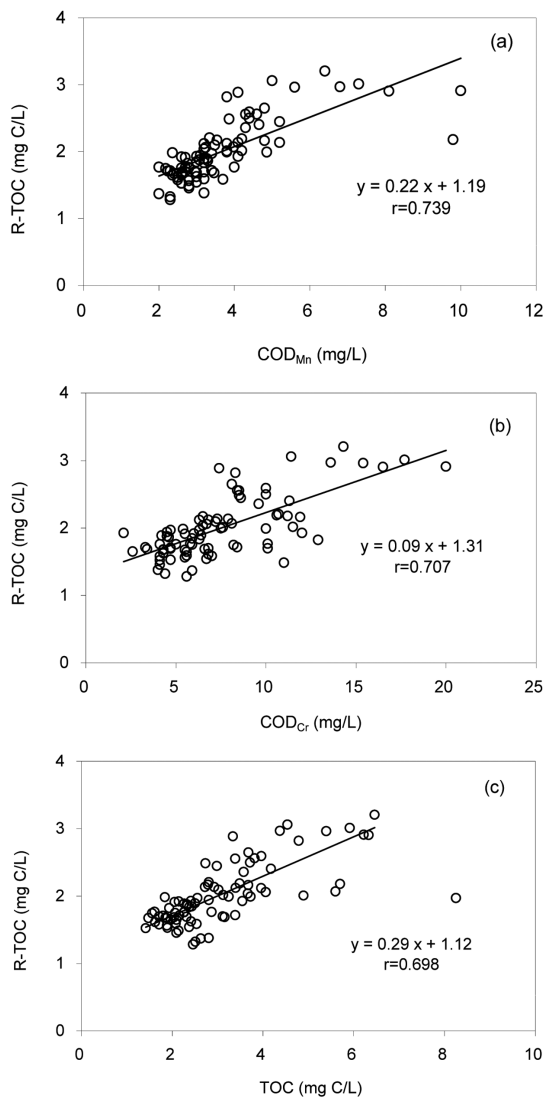 (a)
4
3
2
1
0
R-TOC (mg C/L)
y = 0.22 x + 1.19
r=0.739
0 2 4 6 8 10 12
COD_Mn (mg/L)
(b)
4
3
2
1
0
R-TOC (mg C/L)
y = 0.09 x + 1.31
r=0.707
0 5 10 15 20 25
COD_Cr (mg/L)
(c)
4
3
2
1
0
R-TOC (mg C/L)
y = 0.29 x + 1.12
r=0.698
0 2 4 6 8 10
TOC (mg C/L)